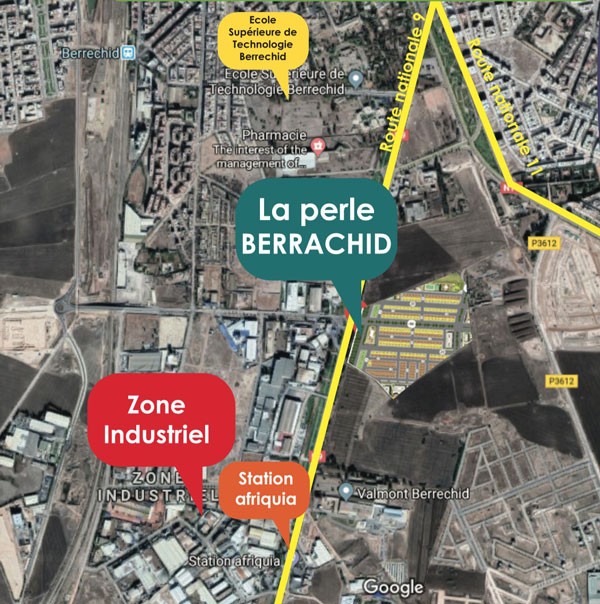 Ecole
Supérieure de
Technologie
Berrechid
Berrechid
Ecole Supérieure de
Technologie Berrechid
Route nationale 9
Route nationale 11
Pharmacie
The interest of the
management of...
La perle
BERRACHID
P3612
P3612
Zone
Industriel
ZONE
INDUSTRIEL
Station
afriquia
Valmont Berrechid
Station afriquia
Google